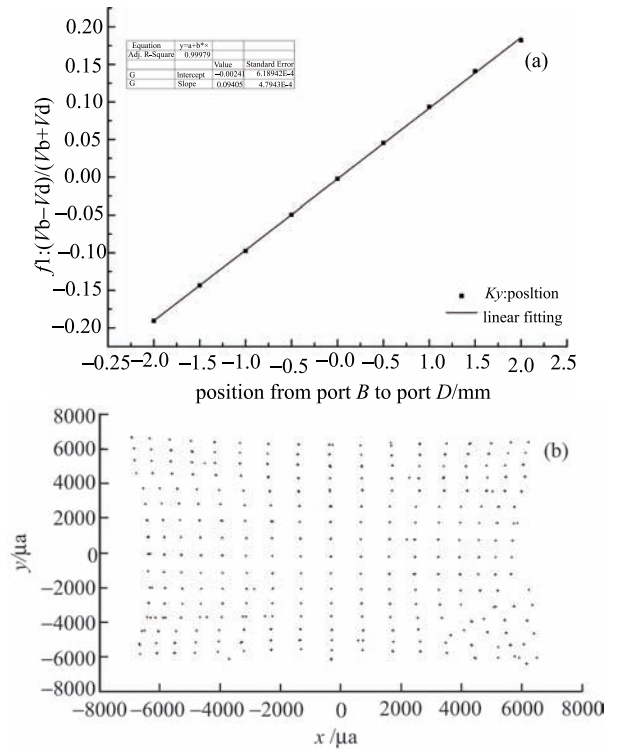 0.20
0.15
0.10
0.05
0.00
−0.05
−0.10
−0.15
−0.20
f1:(Vb−Vd)/(Vb+Vd)
Equation y=a+b*×
Adj. R-Square 0.99979
Value Standard Error
G Intercept −0.00241 6.18942E-4
G Slope 0.09405 4.7943E-4
(a)
Ky:posltion
linear fitting
−0.25 −2.0 −1.5 −1.0 −0.5 −0.0 −0.5 1.0 1.5 2.0 2.5
position from port B to port D/mm
8000
6000
4000
2000
0
−2000
−4000
−6000
−8000
y/μa
(b)
−8000 −6000 −4000 −2000 0 2000 4000 6000 8000
x /μa